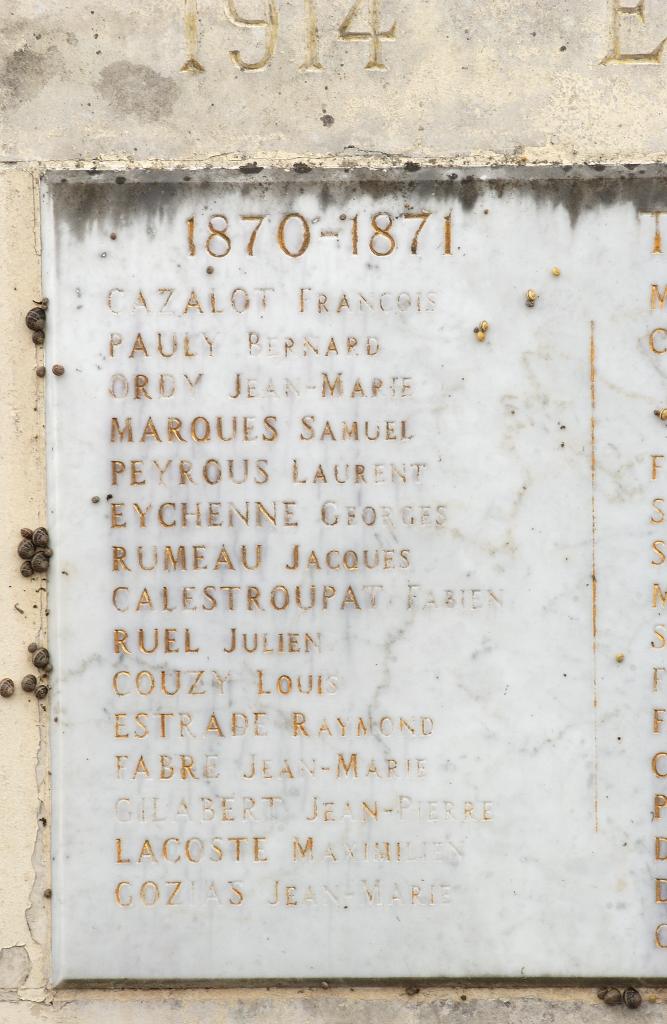 1914 E
1870-1871
CAZALOT FRANCOIS
PAULY BERNARD
ORDY JEAN-MARIE
MARQUES SAMUEL
PEYROUS LAURENT
EYCHENNE GEORGES
RUMEAU JACQUES
CALESTROUPAT FABIEN
RUEL JULIEN
COUZY LOUIS
ESTRADE RAYMOND
FABRE JEAN-MARIE
GILABERT JEAN-PIERRE
LACOSTE MAXIMILIEN
GOZIAS JEAN-MARIE
T
M
C
F
S
S
M
S
F
F
C
P
D
D
C